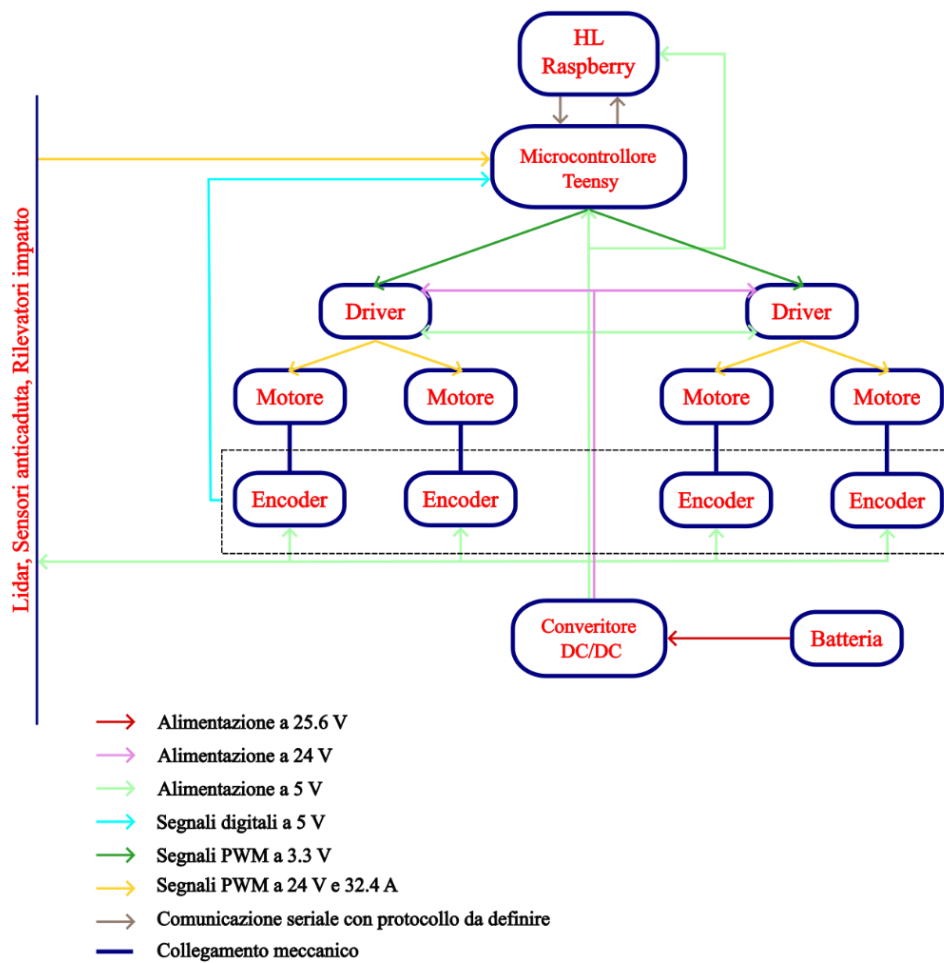 HL
Raspberry
Microcontrollore
Teensy
Lidar, Sensori anticaduta, Rilevatori impatto
Driver
Driver
Motore
Motore
Motore
Motore
Encoder
Encoder
Encoder
Encoder
Converitore
DC/DC
Batteria
Alimentazione a 25.6 V
Alimentazione a 24 V
Alimentazione a 5 V
Segnali digitali a 5 V
Segnali PWM a 3.3 V
Segnali PWM a 24 V e 32.4 A
Comunicazione seriale con protocollo da definire
Collegamento meccanico